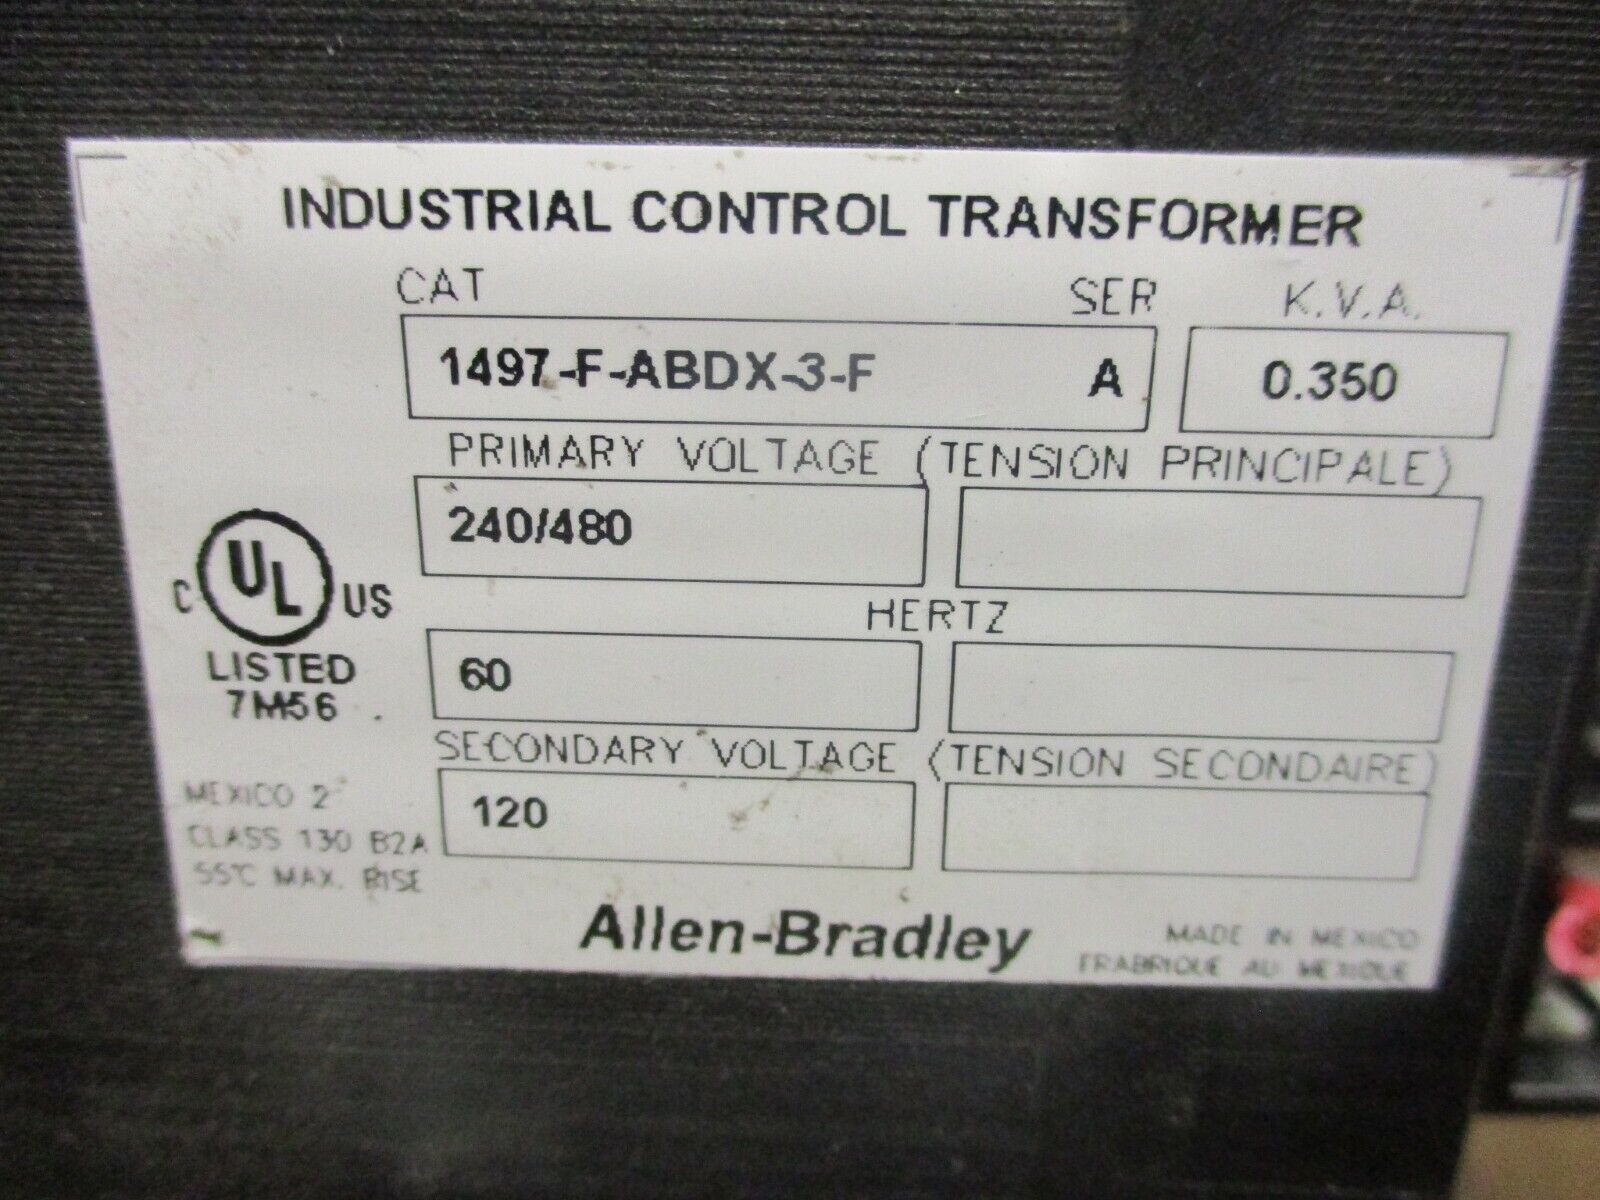 INDUSTRIAL CONTROL TRANSFORMER
CAT SER K.V.A.
1497-F-ABDX-3-F A 0.350
PRIMARY VOLTAGE (TENSION PRINCIPALE)
240/480
HERTZ
60
SECONDARY VOLTAGE (TENSION SECONDAIRE)
120
C UL US
LISTED
7M56
MEXICO 2
CLASS 130 B2A
55°C MAX. RISE
Allen-Bradley
MADE IN MEXICO
FABRIQUE AU MEXIQUE